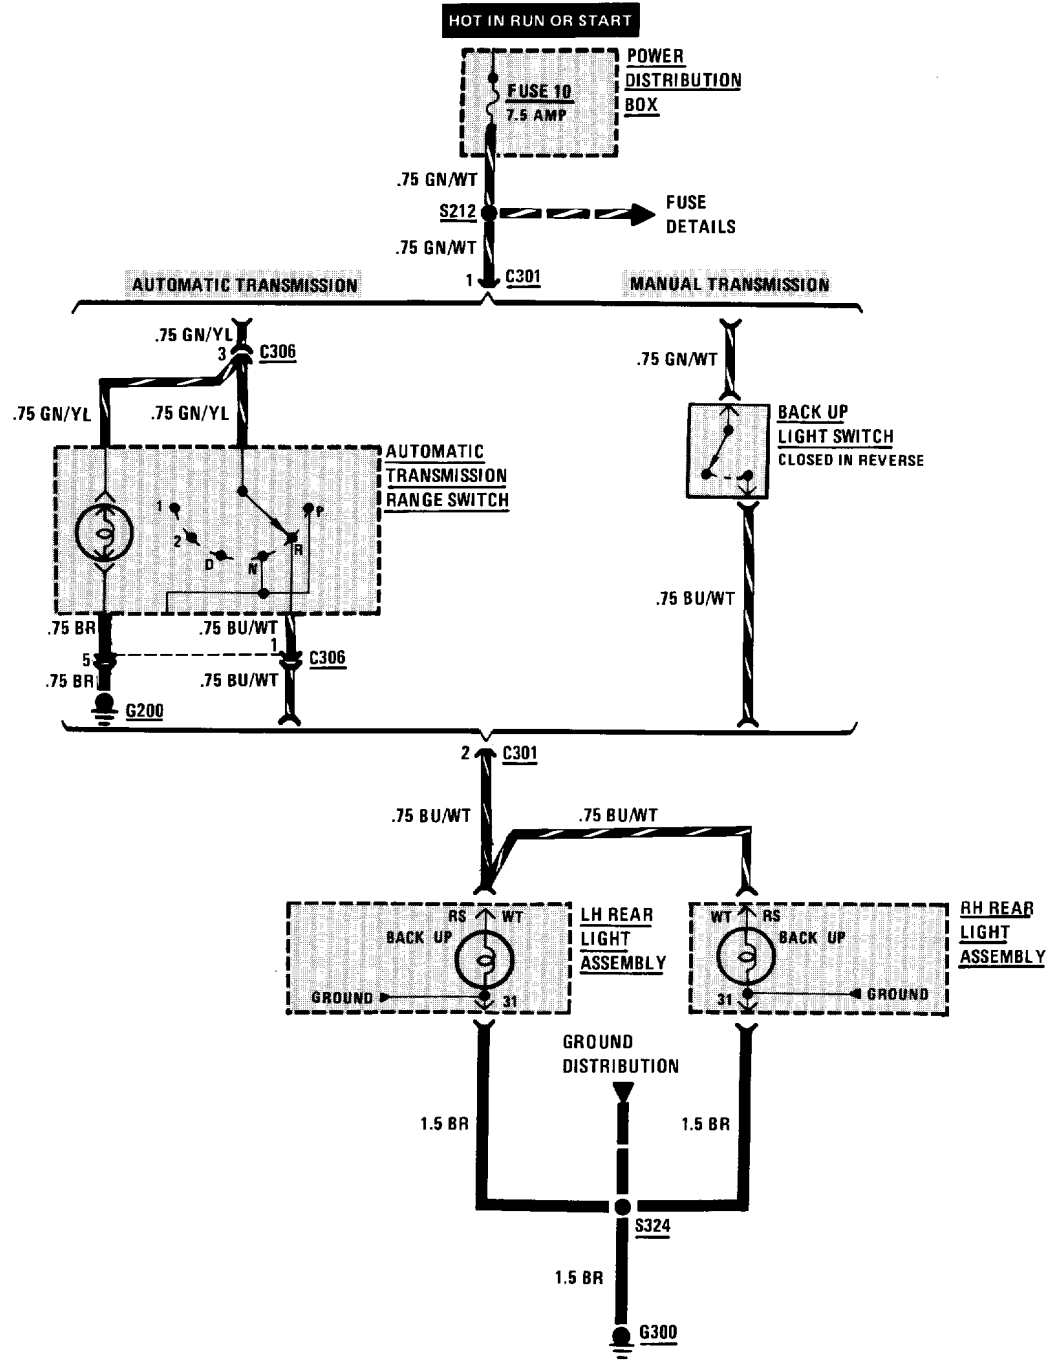 HOT IN RUN OR START
POWER
DISTRIBUTION
BOX
FUSE 10
7.5 AMP
.75 GN/WT
S212
FUSE
DETAILS
.75 GN/WT
1
C301
AUTOMATIC TRANSMISSION
MANUAL TRANSMISSION
.75 GN/YL
3
C306
.75 GN/WT
.75 GN/YL
.75 GN/YL
BACK UP
LIGHT SWITCH
CLOSED IN REVERSE
AUTOMATIC
TRANSMISSION
RANGE SWITCH
1
2
D
N
R
P
.75 BR
.75 BU/WT
5
1
C306
.75 BR
.75 BU/WT
G200
.75 BU/WT
2
C301
.75 BU/WT
.75 BU/WT
RS
WT
BACK UP
GROUND
31
LH REAR
LIGHT
ASSEMBLY
WT
RS
BACK UP
31
GROUND
RH REAR
LIGHT
ASSEMBLY
GROUND
DISTRIBUTION
1.5 BR
1.5 BR
S324
1.5 BR
G300